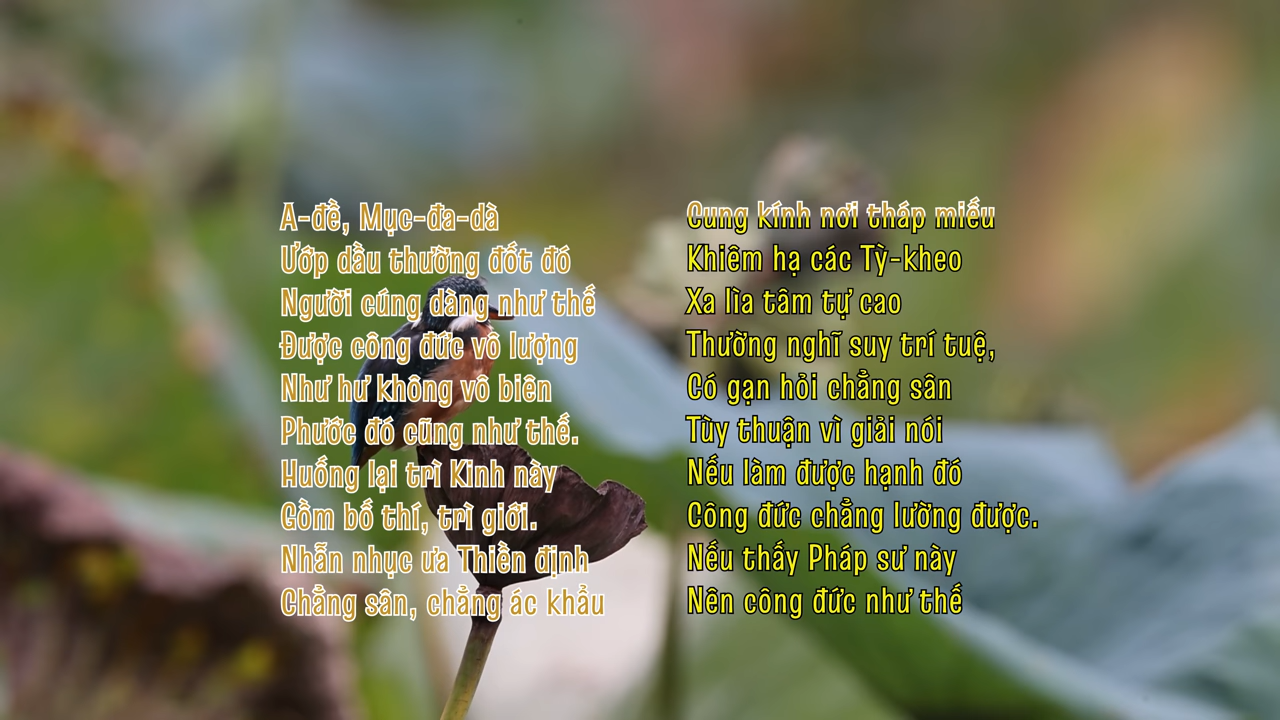 A-đề, Mục-đa-dà
Ướp dầu thường đốt đó
Người cúng dàng như thế
Được công đức vô lượng
Như hư không vô biên
Phước đó cũng như thế.
Huống lại trì Kinh này
Gồm bố thí, trì giới.
Nhẫn nhục ưa Thiền định
Chẳng sân, chẳng ác khẩu
Cung kính nơi tháp miếu
Khiêm hạ các Tỳ-kheo
Xa lìa tâm tự cao
Thường nghĩ suy trí tuệ,
Có gạn hỏi chẳng sân
Tùy thuận vì giải nói
Nếu làm được hạnh đó
Công đức chẳng lường được.
Nếu thấy Pháp sư này
Nên công đức như thế